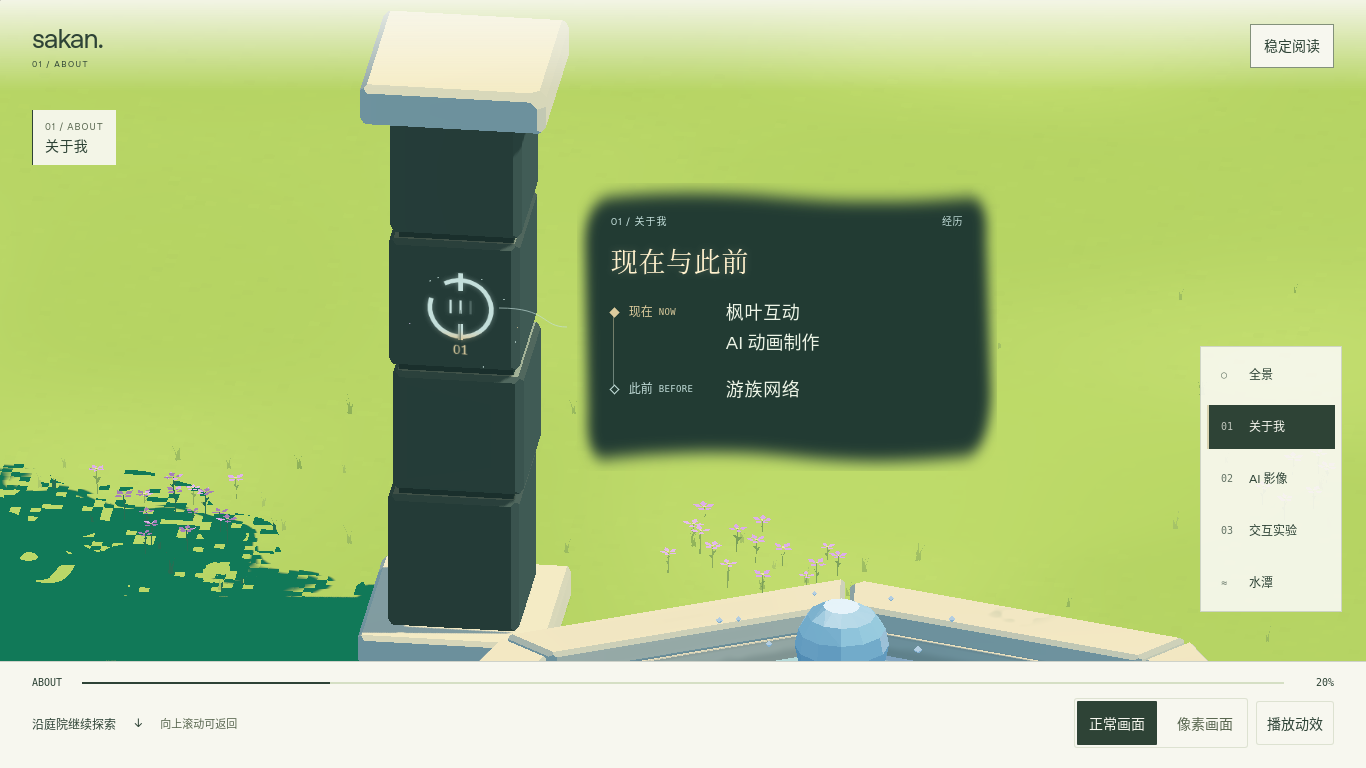 sakan.
01 / ABOUT
稳定阅读
01 / ABOUT
关于我
01
01 / 关于我
经历
现在与此前
现在 NOW
枫叶互动
AI 动画制作
此前 BEFORE
游族网络
全景
01 关于我
02 AI 影像
03 交互实验
≈ 水潭
ABOUT
20%
沿庭院继续探索 ↓ 向上滚动可返回
正常画面
像素画面
播放动效